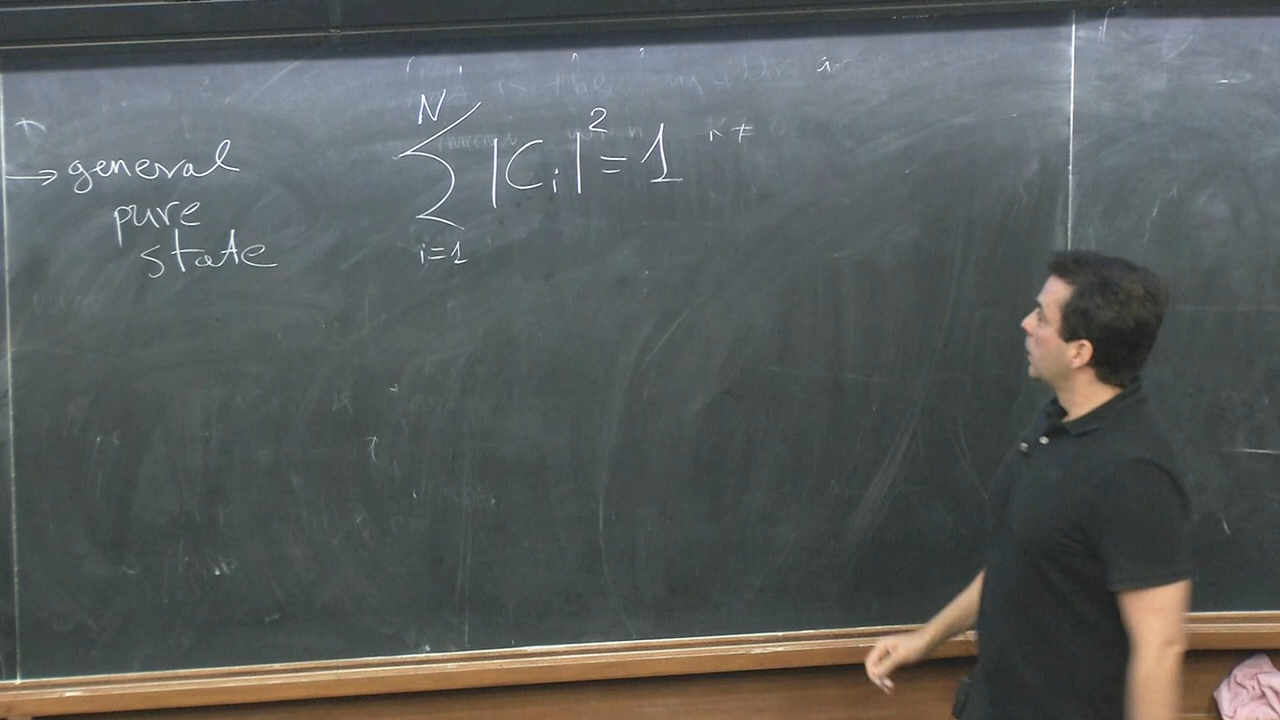 → general
pure
state
N
∑ |Cᵢ|² = 1
i=1
K ≠